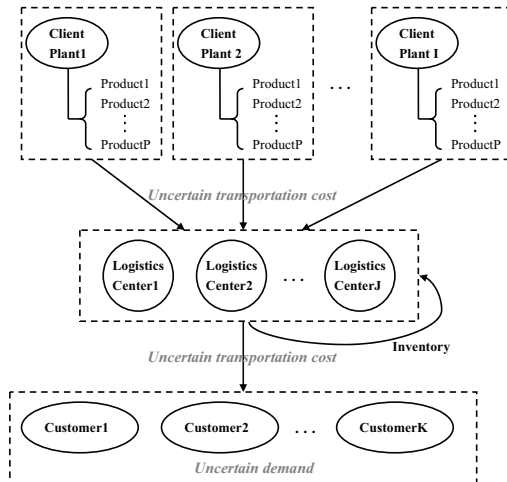 Client
Plant1
Product1
Product2
⋮
ProductP
Client
Plant 2
Product1
Product2
⋮
ProductP
...
Client
Plant I
Product1
Product2
⋮
ProductP
Uncertain transportation cost
Logistics
Center1
Logistics
Center2
...
Logistics
CenterJ
Inventory
Uncertain transportation cost
Customer1
Customer2
...
CustomerK
Uncertain demand